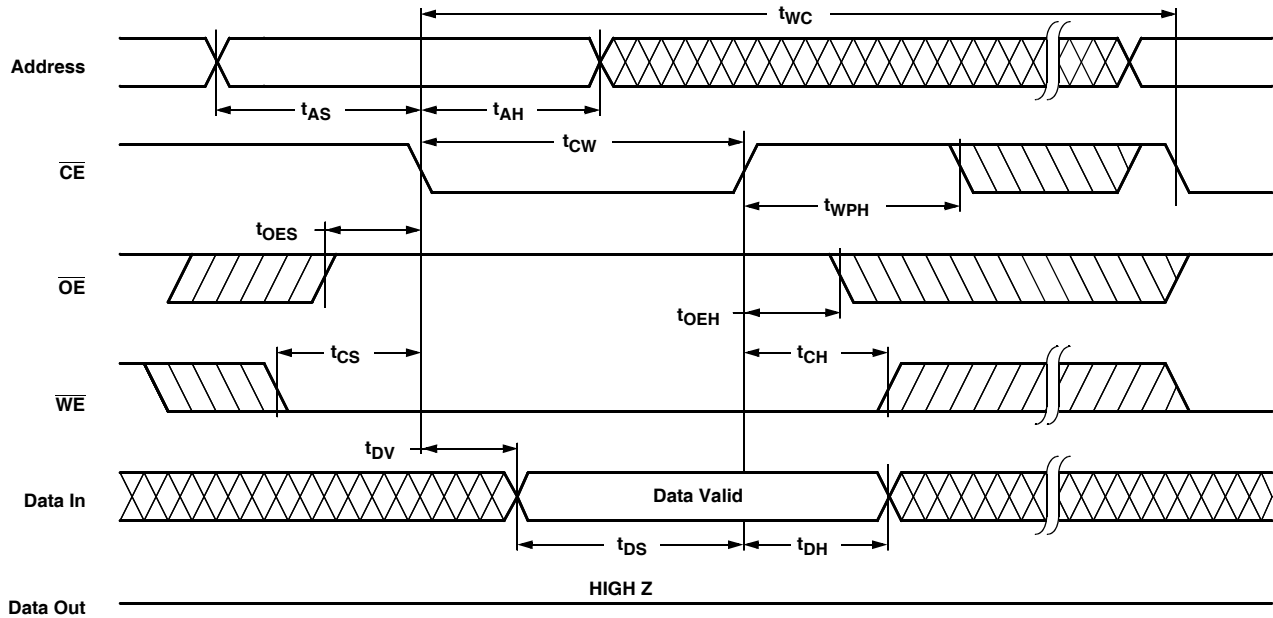 tWC
Address
tAS
tAH
tCW
CE
tWPH
tOES
OE
tOEH
tCS
tCH
WE
tDV
Data In
Data Valid
tDS
tDH
HIGH Z
Data Out